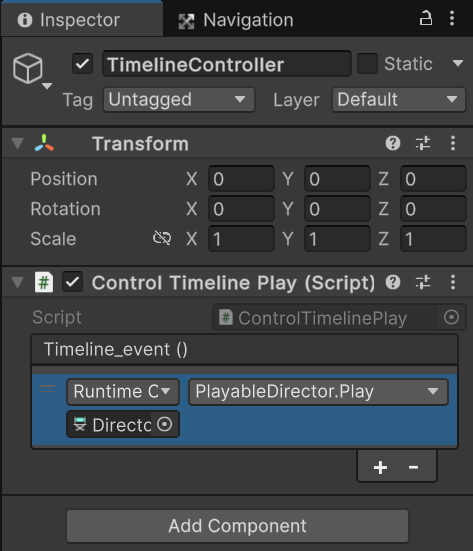 Inspector Navigation
TimelineController Static
Tag Untagged Layer Default
Transform
Position X 0 Y 0 Z 0
Rotation X 0 Y 0 Z 0
Scale X 1 Y 1 Z 1
# Control Timeline Play (Script)
Script # ControlTimelinePlay
Timeline_event ()
Runtime C PlayableDirector.Play
Directo
+ -
Add Component